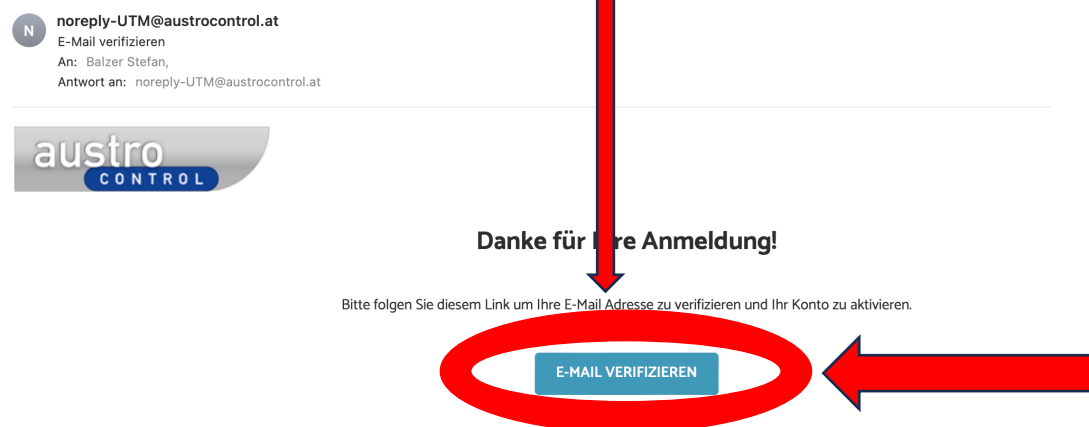 N
noreply-UTM@austrocontrol.at
E-Mail verifizieren
An: Balzer Stefan,
Antwort an: noreply-UTM@austrocontrol.at
austro
CONTROL
Danke für Ihre Anmeldung!
Bitte folgen Sie diesem Link um Ihre E-Mail Adresse zu verifizieren und Ihr Konto zu aktivieren.
E-MAIL VERIFIZIEREN